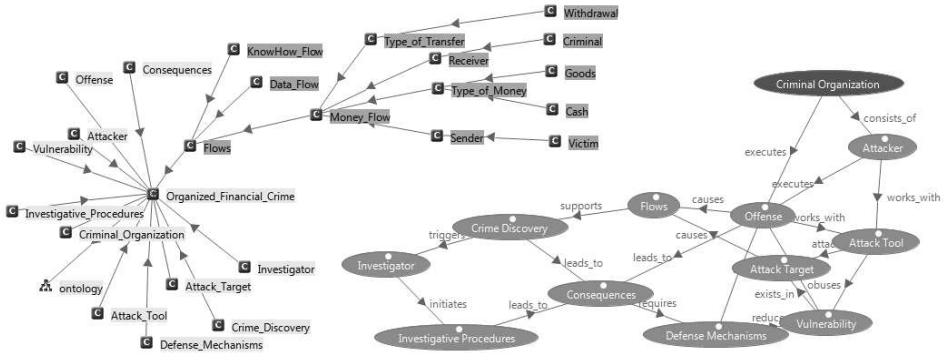 Withdrawal
Type_of_Transfer
Criminal
KnowHow_Flow
Receiver
Consequences
Offense
Goods
Data_Flow
Type_of_Money
Criminal Organization
Cash
Money_Flow
consists_of
Attacker
Sender
Victim
Vulnerability
Flows
Attacker
executes
executes
Organized_Financial_Crime
works_with
Flows
causes
Investigative_Procedures
supports
Offense
works_with
Crime Discovery
Criminal_Organization
triggers
causes
Attack Tool
leads_to
Investigator
leads_to
Attack Target
Investigator
ontology
Attack_Target
obuses
Consequences
exists_in
initiates
leads_to
requires
Attack_Tool
reduce
Vulnerability
Crime_Discovery
Investigative Procedures
Defense Mechanisms
Defense_Mechanisms